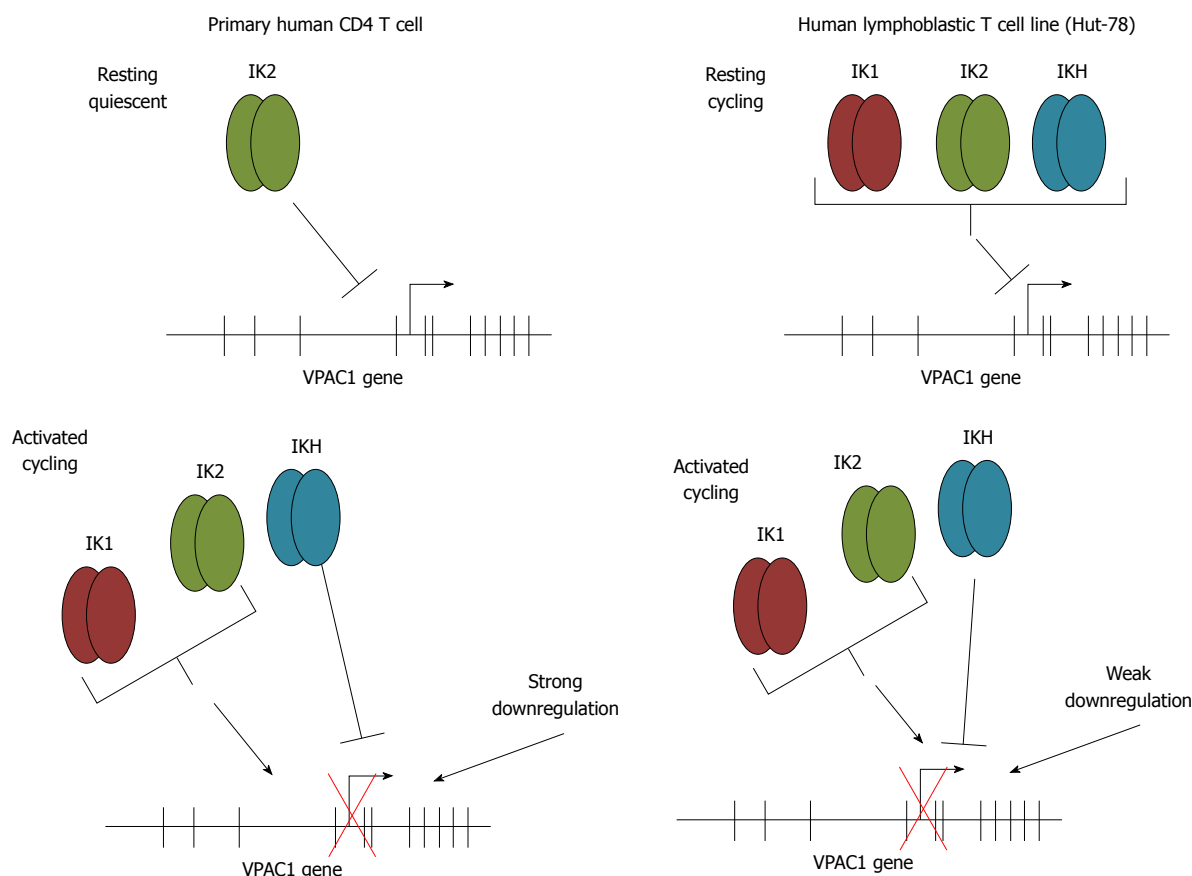 Primary human CD4 T cell
Resting
quiescent
IK2
VPAC1 gene
Human lymphoblastic T cell line (Hut-78)
Resting
cycling
IK1
IK2
IKH
VPAC1 gene
Activated
cycling
IK1
IK2
IKH
Strong
downregulation
VPAC1 gene
Activated
cycling
IK1
IK2
IKH
Weak
downregulation
VPAC1 gene